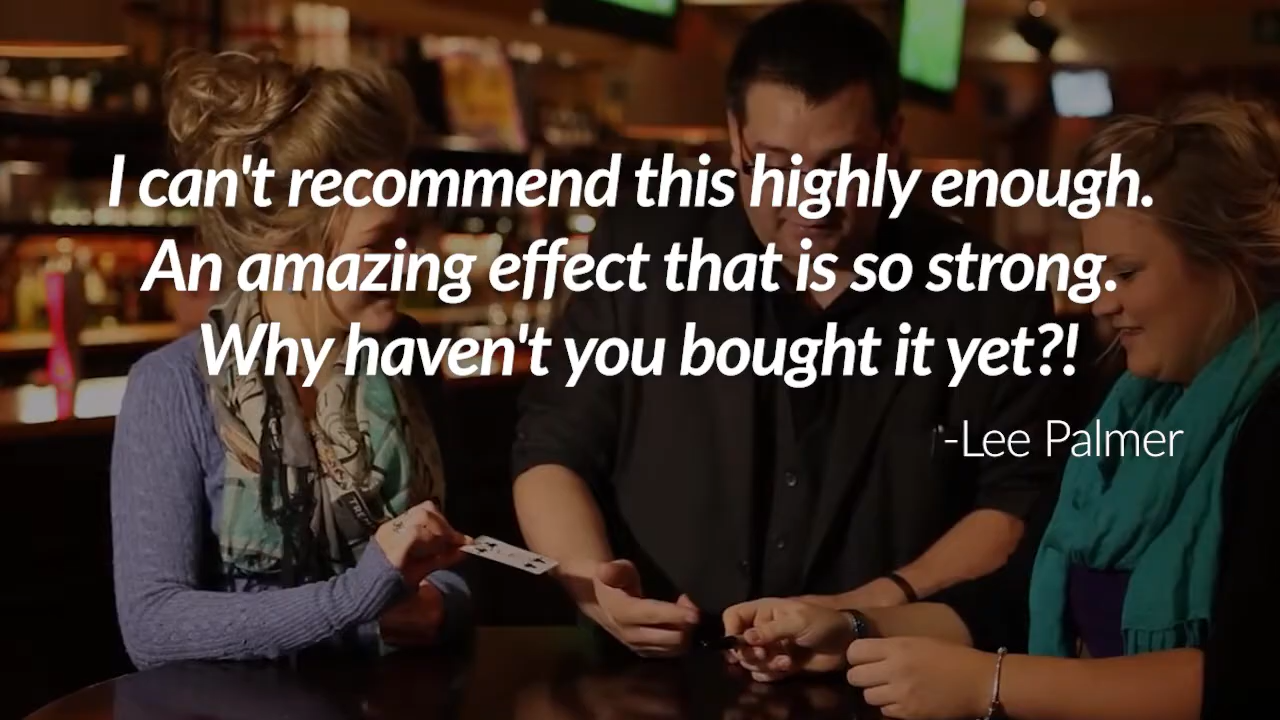 I can't recommend this highly enough.
An amazing effect that is so strong.
Why haven't you bought it yet?!
-Lee Palmer